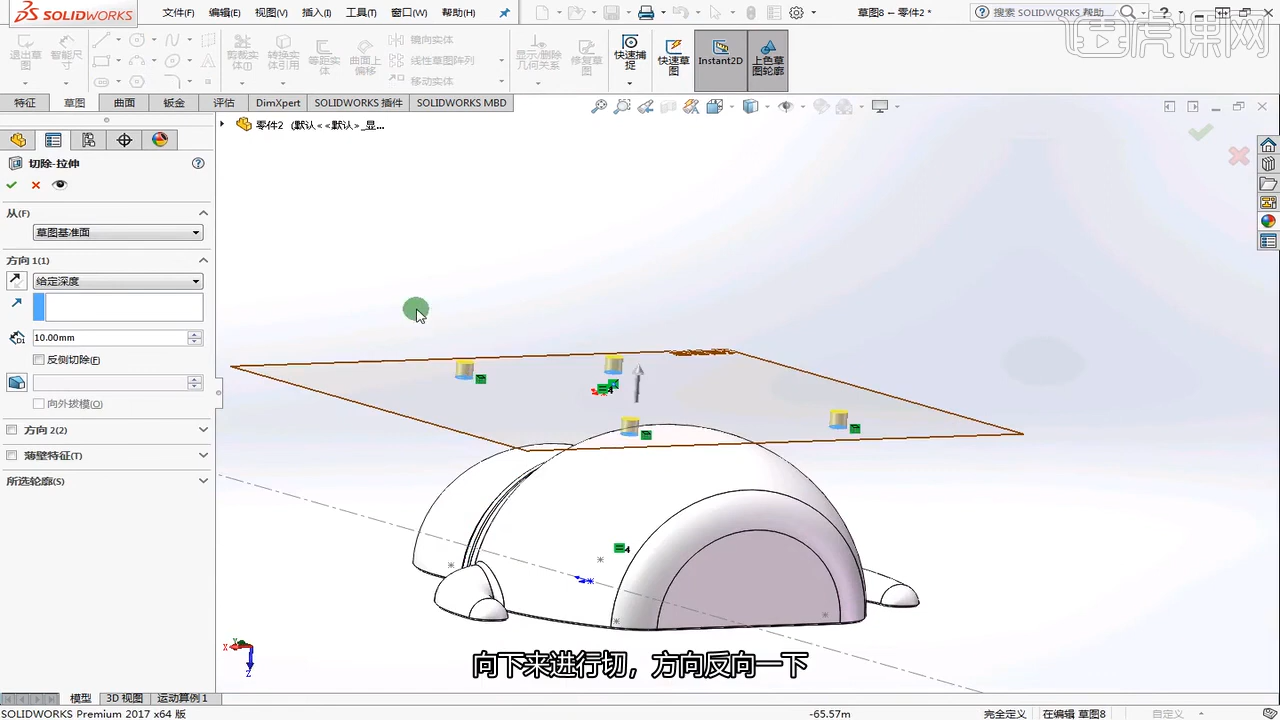 SOLIDWORKS
文件(F)
编辑(E)
视图(V)
插入(I)
工具(T)
窗口(W)
帮助(H)
草图8 - 零件2 *
搜索 SOLIDWORKS 帮助
虎课网
退出草图
智能尺寸
剪裁实体(I)
转换实体引用
等距实体
曲面上偏移
镜向实体
线性草图阵列
移动实体
显示/删除几何关系
修复草图
快速捕捉
快速草图
Instant2D
上色草图轮廓
特征
草图
曲面
钣金
评估
DimXpert
SOLIDWORKS 插件
SOLIDWORKS MBD
零件2 (默认<<默认>_显...
切除-拉伸
从(F)
草图基准面
方向 1(1)
给定深度
10.00mm
反侧切除(F)
向外拔模(O)
方向 2(2)
薄壁特征(T)
所选轮廓(S)
4
4
X
Y
Z
向下来进行切，方向反向一下
模型
3D 视图
运动算例 1
SOLIDWORKS Premium 2017 x64 版
-65.57m
完全定义
在编辑 草图8
自定义